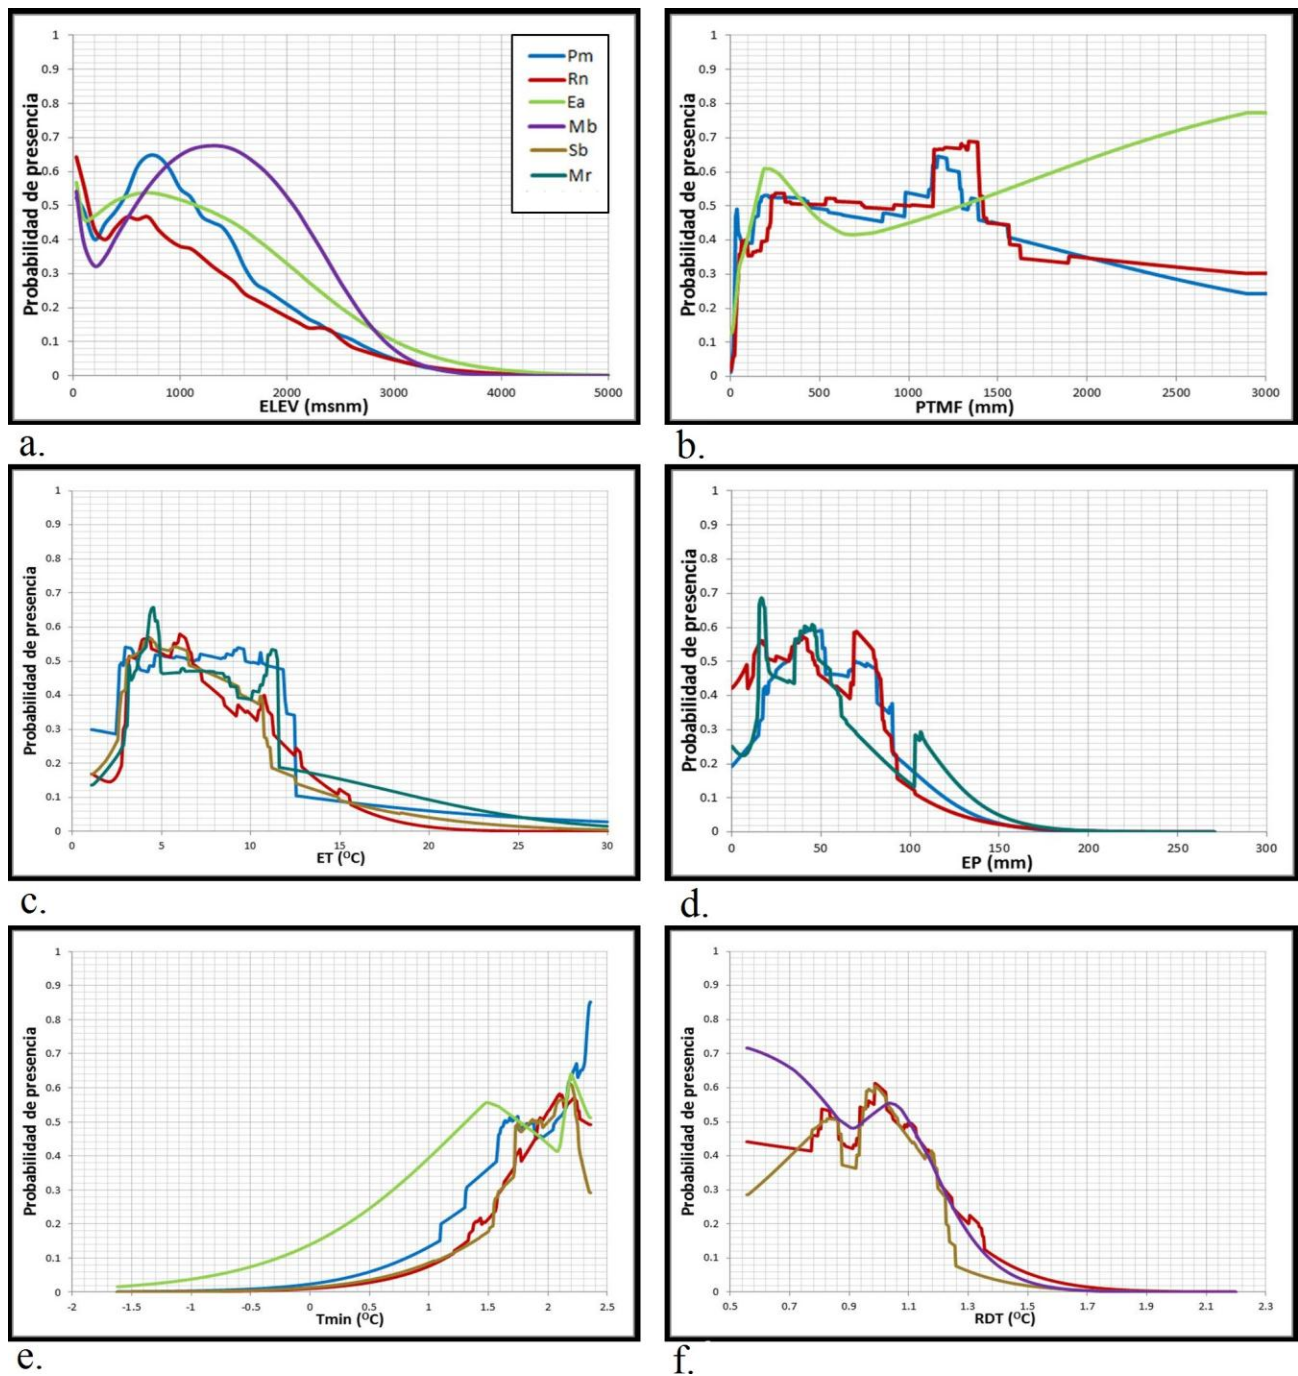 Probabilidad de presencia
1
0.9
0.8
0.7
0.6
0.5
0.4
0.3
0.2
0.1
0
Pm
Rn
Ea
Mb
Sb
Mr
0 1000 2000 3000 4000 5000
ELEV (msnm)
a.
Probabilidad de presencia
1
0.9
0.8
0.7
0.6
0.5
0.4
0.3
0.2
0.1
0
0 500 1000 1500 2000 2500 3000
PTMF (mm)
b.
Probabilidad de presencia
1
0.9
0.8
0.7
0.6
0.5
0.4
0.3
0.2
0.1
0
0 5 10 15 20 25 30
ET (ºC)
c.
Probabilidad de presencia
1
0.9
0.8
0.7
0.6
0.5
0.4
0.3
0.2
0.1
0
0 50 100 150 200 250 300
EP (mm)
d.
Probabilidad de presencia
1
0.9
0.8
0.7
0.6
0.5
0.4
0.3
0.2
0.1
0
-2 -1.5 -1 -0.5 0 0.5 1 1.5 2 2.5
Tmin (ºC)
e.
Probabilidad de presencia
1
0.9
0.8
0.7
0.6
0.5
0.4
0.3
0.2
0.1
0
0.5 0.7 0.9 1.1 1.3 1.5 1.7 1.9 2.1 2.3
RDT (ºC)
f.